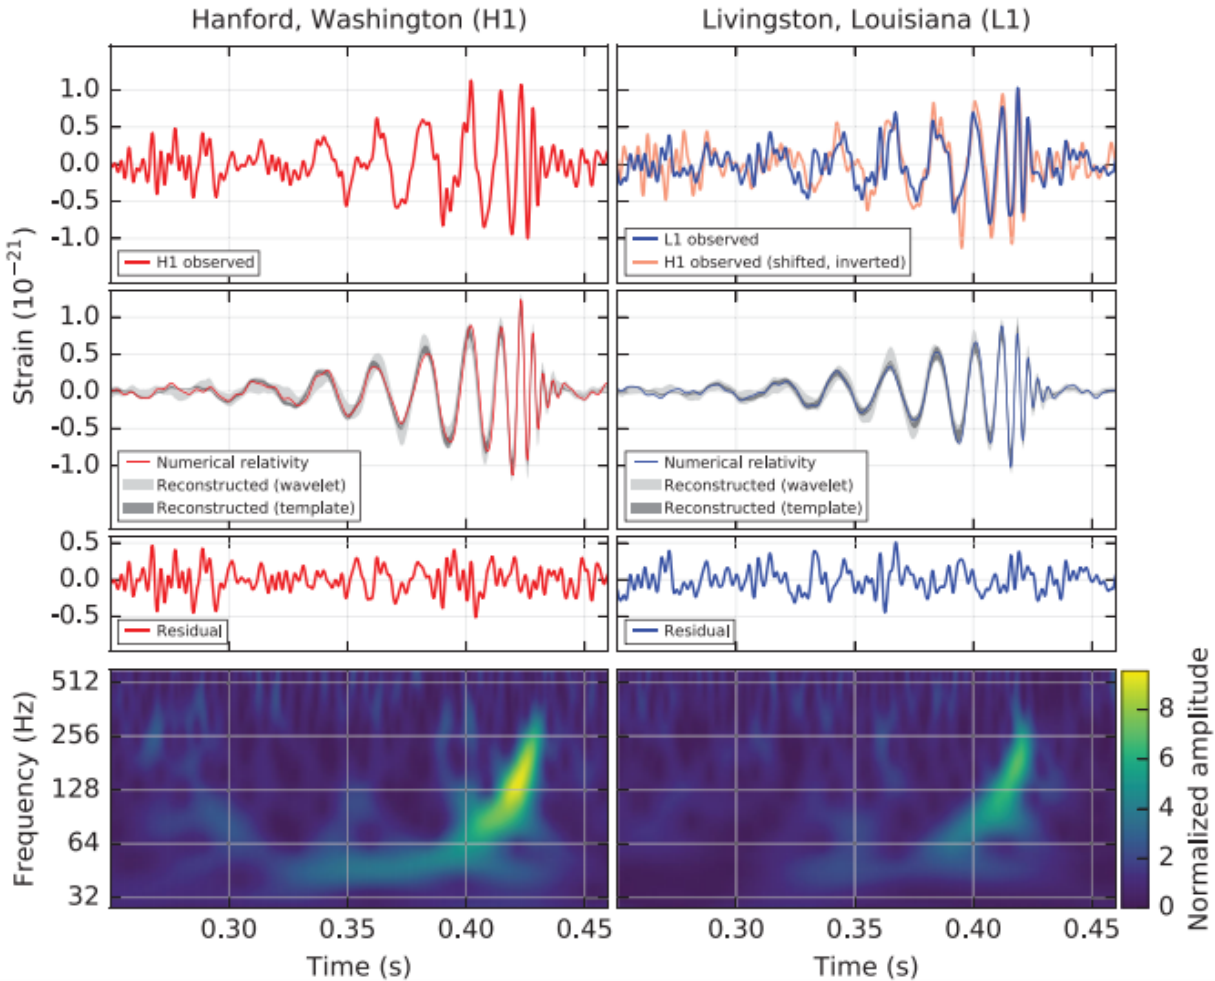 Hanford, Washington (H1)
Livingston, Louisiana (L1)
Strain (10⁻²¹)
1.0
0.5
0.0
-0.5
-1.0
H1 observed
L1 observed
H1 observed (shifted, inverted)
1.0
0.5
0.0
-0.5
-1.0
Numerical relativity
Reconstructed (wavelet)
Reconstructed (template)
Numerical relativity
Reconstructed (wavelet)
Reconstructed (template)
0.5
0.0
-0.5
Residual
Residual
Frequency (Hz)
512
256
128
64
32
0.30 0.35 0.40 0.45
0.30 0.35 0.40 0.45
Time (s)
Time (s)
Normalized amplitude
8
6
4
2
0